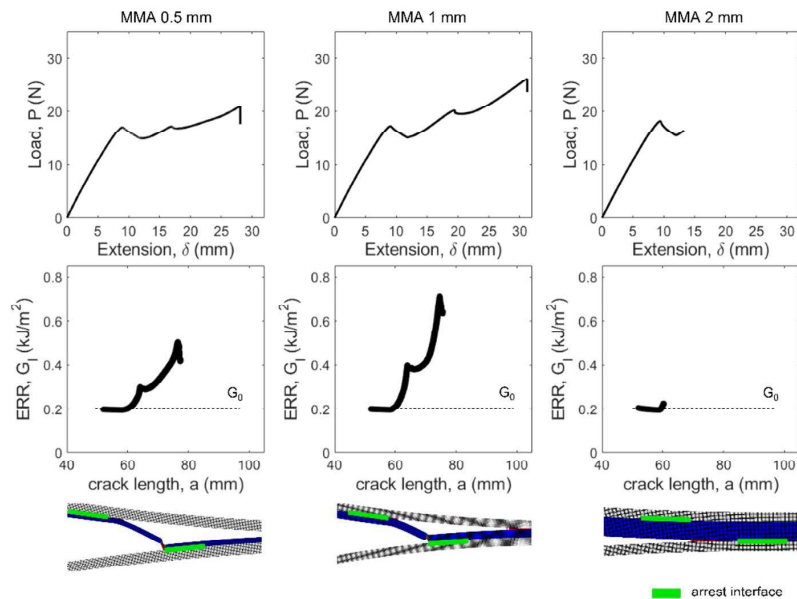 MMA 0.5 mm
MMA 1 mm
MMA 2 mm
Load, P (N)
30
20
10
0
0 5 10 15 20 25 30
Extension, δ (mm)
Load, P (N)
30
20
10
0
0 5 10 15 20 25 30
Extension, δ (mm)
Load, P (N)
30
20
10
0
0 5 10 15 20 25 30
Extension, δ (mm)
ERR, G_I (kJ/m²)
0.8
0.6
0.4
0.2
0
G₀
40 60 80 100
crack length, a (mm)
ERR, G_I (kJ/m²)
0.8
0.6
0.4
0.2
0
G₀
40 60 80 100
crack length, a (mm)
ERR, G_I (kJ/m²)
0.8
0.6
0.4
0.2
0
G₀
40 60 80 100
crack length, a (mm)
arrest interface